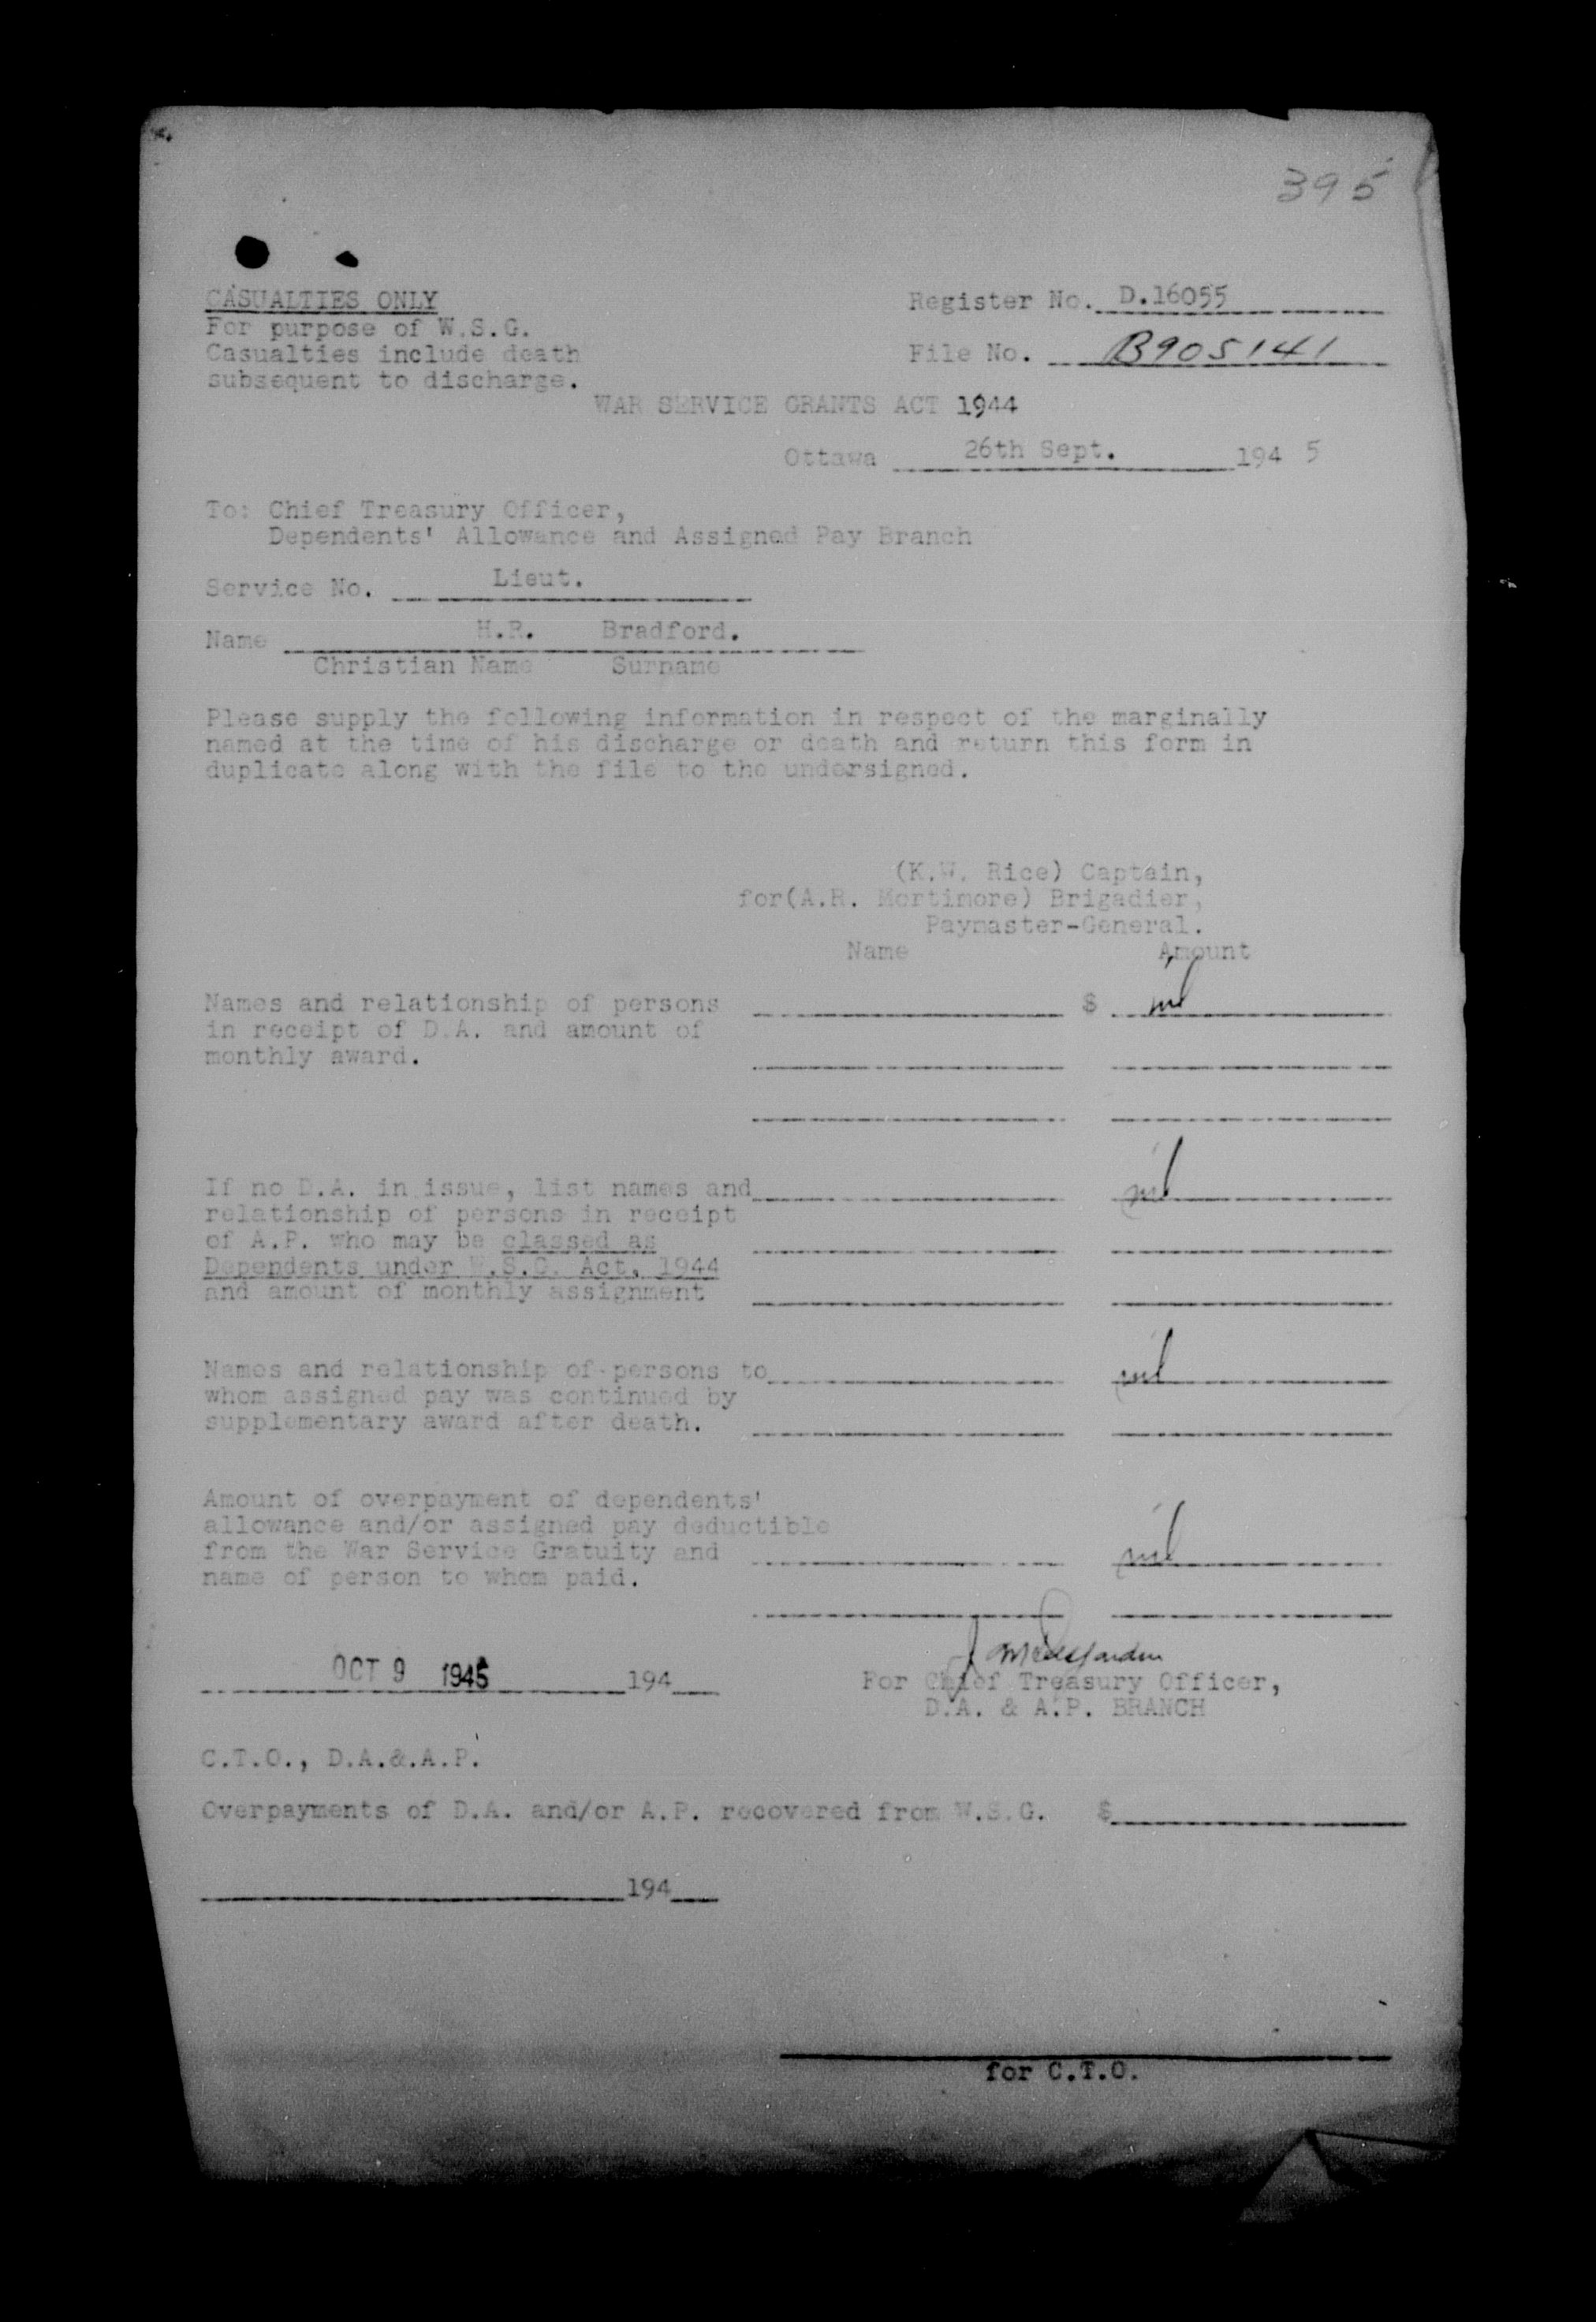 395
CASUALTIES ONLY
For purpose of W.S.G.
Casualties include death
subsequent to discharge.
Register No. D.16055
File No. B905141
WAR SERVICE GRANTS ACT 1944
Ottawa 26th Sept. 194 5
To: Chief Treasury Officer,
Dependents' Allowance and Assigned Pay Branch
Service No. Lieut.
Name H.R. Bradford.
Christian Name Surname
Please supply the following information in respect of the marginally
named at the time of his discharge or death and return this form in
duplicate along with the file to the undersigned.
(K.W. Rice) Captain,
for(A.R. Mortimore) Brigadier,
Paymaster-General.
Name Amount
Names and relationship of persons $ nil
in receipt of D.A. and amount of
monthly award.
If no D.A. in issue, list names and nil
relationship of persons in receipt
of A.P. who may be classed as
Dependents under W.S.G. Act, 1944
and amount of monthly assignment
Names and relationship of persons to nil
whom assigned pay was continued by
supplementary award after death.
Amount of overpayment of dependents'
allowance and/or assigned pay deductible
from the War Service Gratuity and nil
name of person to whom paid.
OCT 9 1945 194
For Chief Treasury Officer,
D.A. & A.P. BRANCH
C.T.O., D.A.&.A.P.
Overpayments of D.A. and/or A.P. recovered from W.S.G. $
194
for C.T.O.